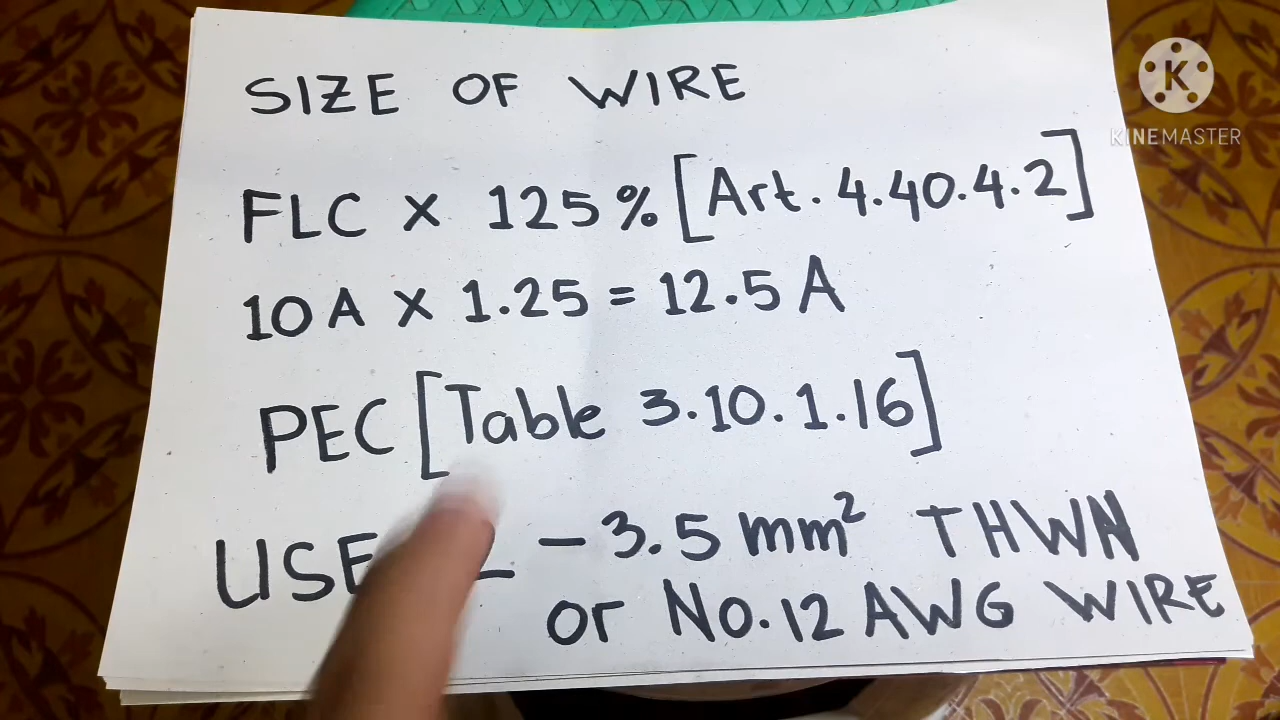 SIZE OF WIRE
FLC X 125% [Art. 4.40.4.2]
10A X 1.25 = 12.5 A
PEC [Table 3.10.1.16]
USE - 3.5 mm² THWN
or No. 12 AWG WIRE
K
KINEMASTER